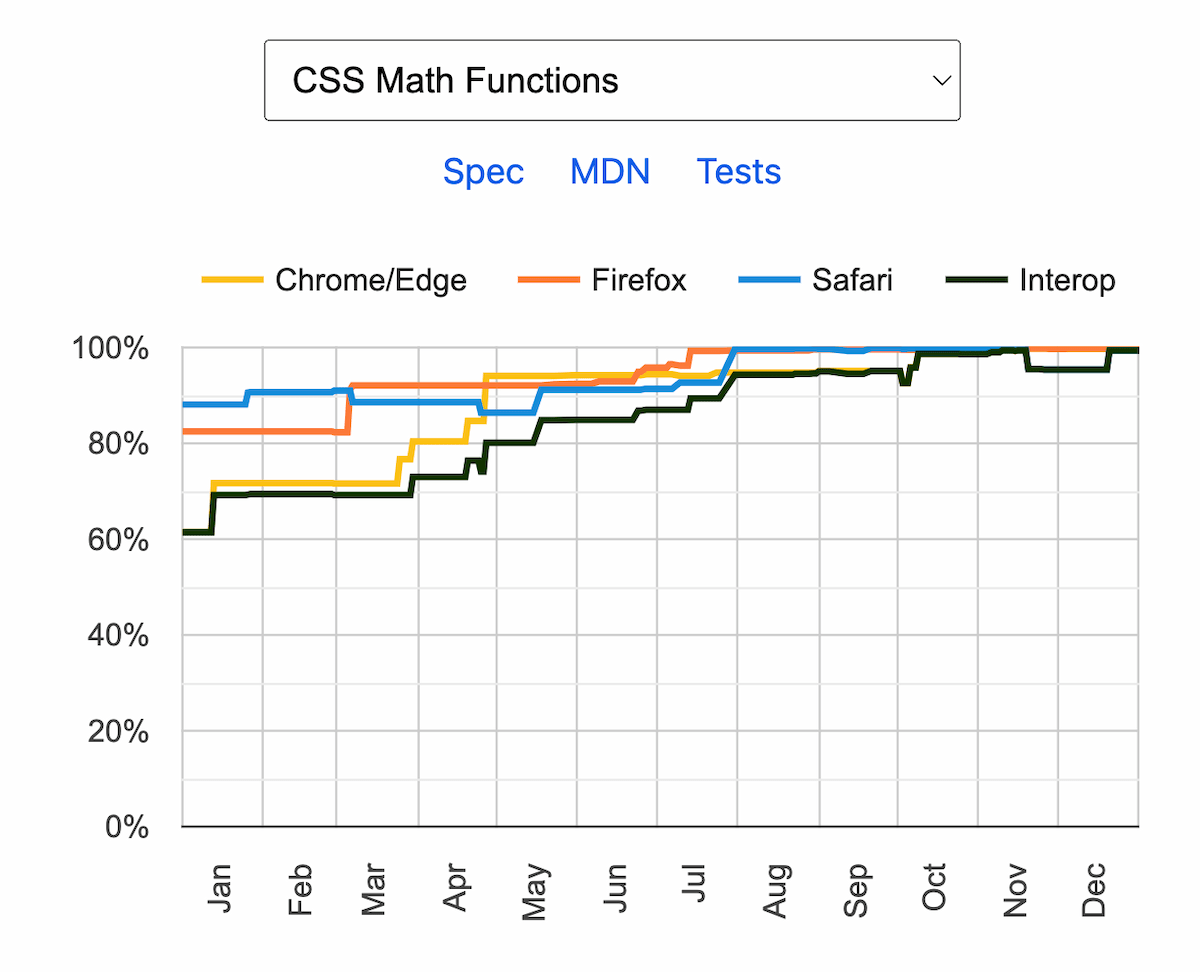 CSS Math Functions
Spec MDN Tests
Chrome/Edge Firefox Safari Interop
100%
80%
60%
40%
20%
0%
Jan Feb Mar Apr May Jun Jul Aug Sep Oct Nov Dec